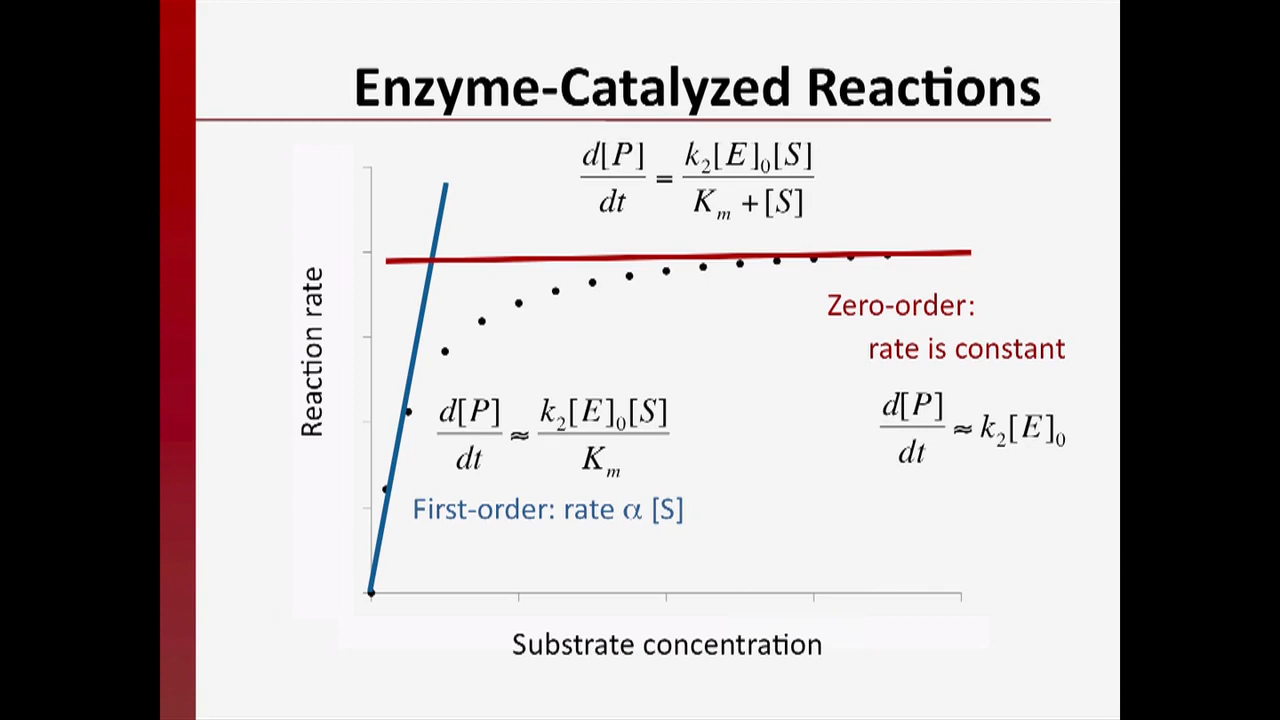 Enzyme-Catalyzed Reactions
d[P]/dt = k₂[E]₀[S]/(Kₘ + [S])
Reaction rate
Zero-order:
rate is constant
d[P]/dt ≈ k₂[E]₀[S]/Kₘ
d[P]/dt ≈ k₂[E]₀
First-order: rate α [S]
Substrate concentration